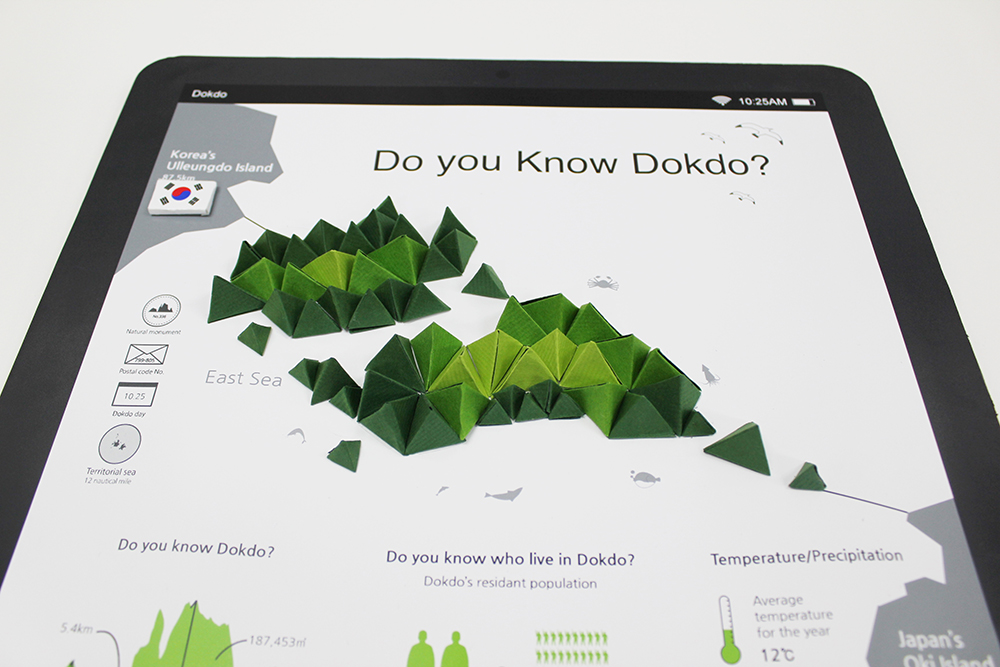 Dokdo
10:25AM
Korea's
Ulleungdo Island
87.5km
Do you Know Dokdo?
Natural monument
799-805
Postal code No.
10.25
Dokdo day
Territorial sea
12 nautical mile
East Sea
Do you know Dokdo?
5.4km
187,453㎡
Do you know who live in Dokdo?
Dokdo's residant population
Temperature/Precipitation
Average
temperature
for the year
12℃
Japan's
Island